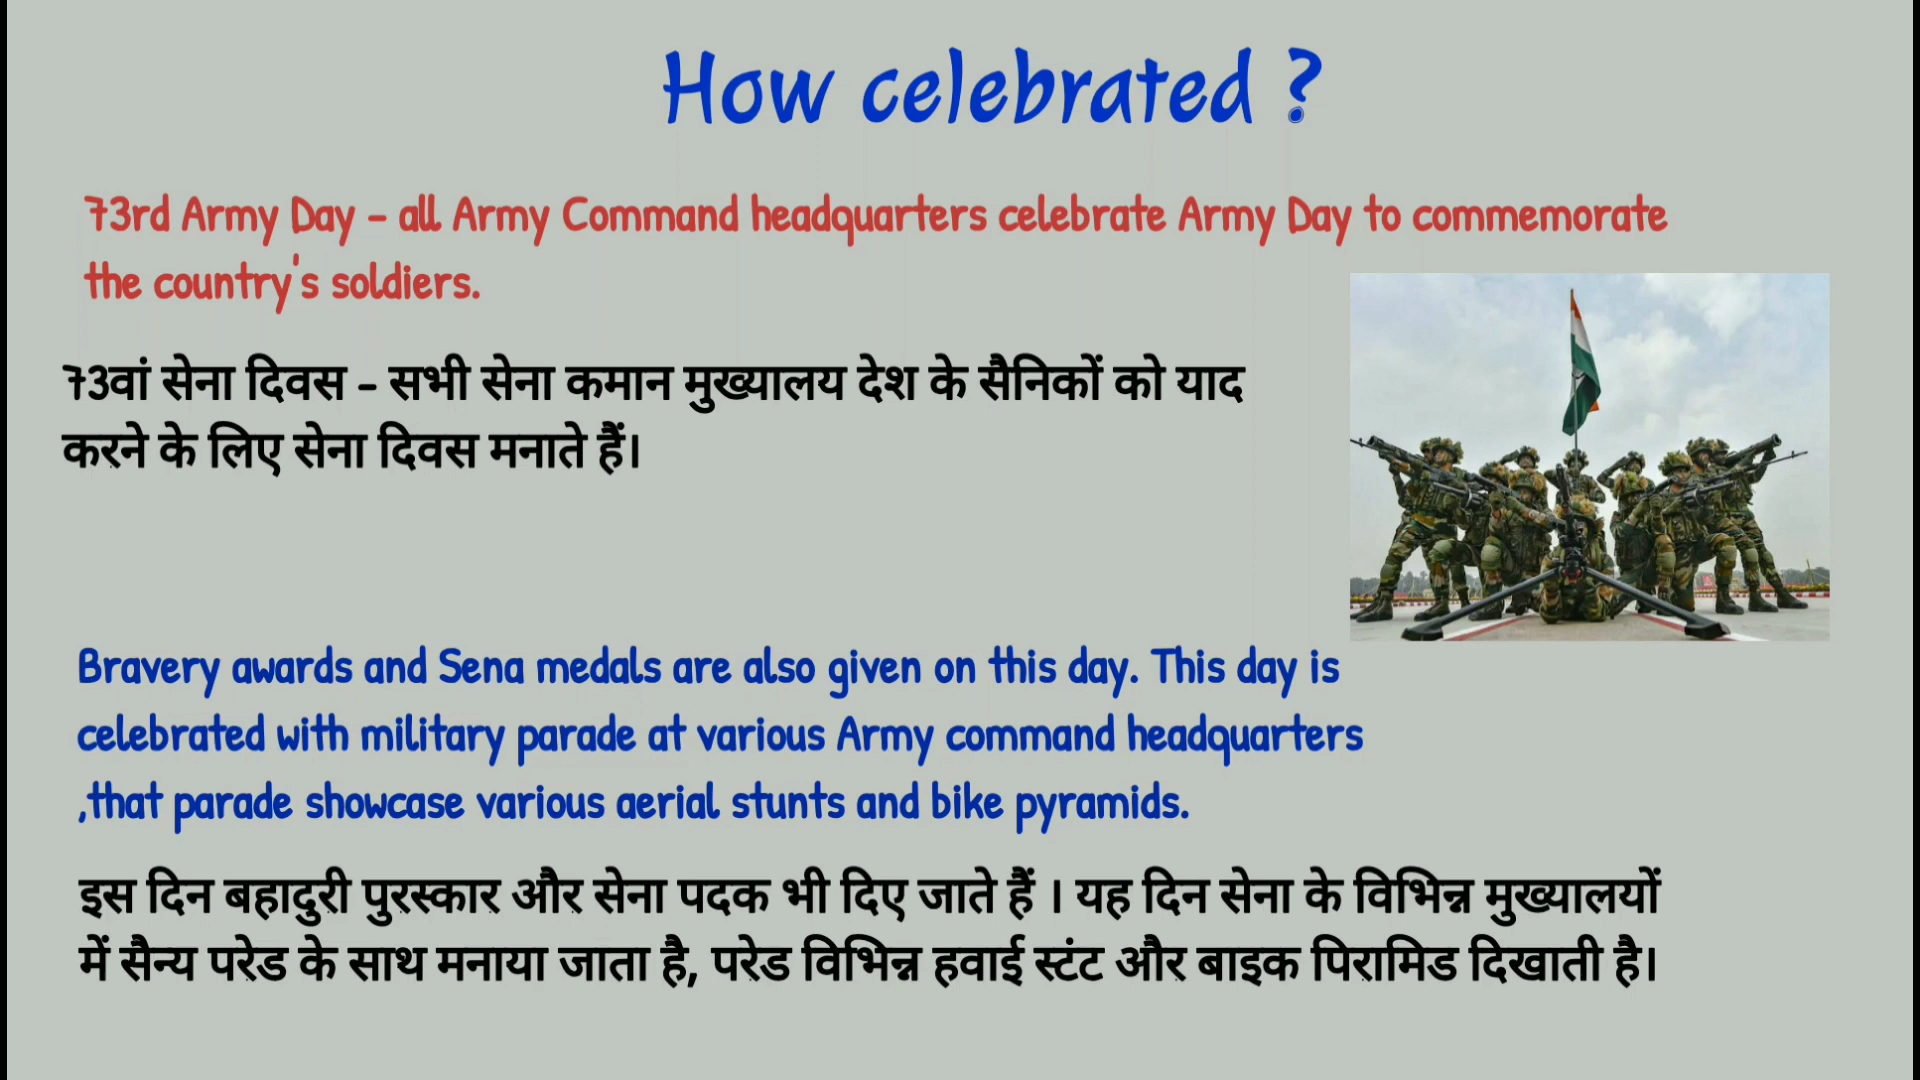 How celebrated ?
73rd Army Day - all Army Command headquarters celebrate Army Day to commemorate
the country's soldiers.
73वां सेना दिवस - सभी सेना कमान मुख्यालय देश के सैनिकों को याद
करने के लिए सेना दिवस मनाते हैं।
Bravery awards and Sena medals are also given on this day. This day is
celebrated with military parade at various Army command headquarters
,that parade showcase various aerial stunts and bike pyramids.
इस दिन बहादुरी पुरस्कार और सेना पदक भी दिए जाते हैं । यह दिन सेना के विभिन्न मुख्यालयों
में सैन्य परेड के साथ मनाया जाता है, परेड विभिन्न हवाई स्टंट और बाइक पिरामिड दिखाती है।